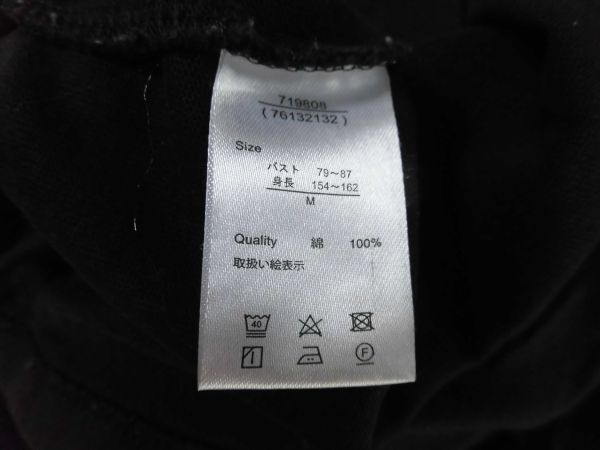 719808
(76132132)
Size
バスト 79～87
身長 154～162
M
Quality 綿 100%
取扱い絵表示
40
F